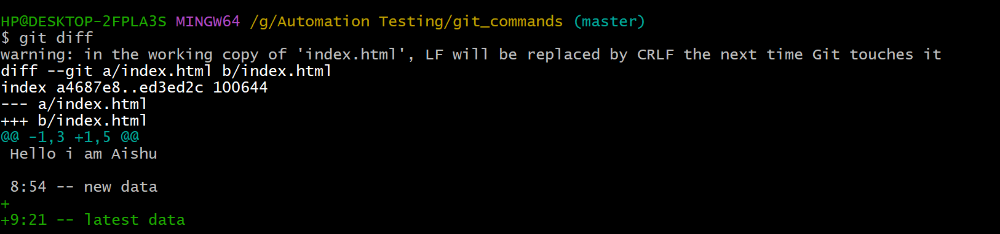 HP@DESKTOP-2FPLA3S MINGW64 /g/Automation Testing/git_commands (master)
$ git diff
warning: in the working copy of 'index.html', LF will be replaced by CRLF the next time Git touches it
diff --git a/index.html b/index.html
index a4687e8..ed3ed2c 100644
--- a/index.html
+++ b/index.html
@@ -1,3 +1,5 @@
 Hello i am Aishu

 8:54 -- new data
+
+9:21 -- latest data